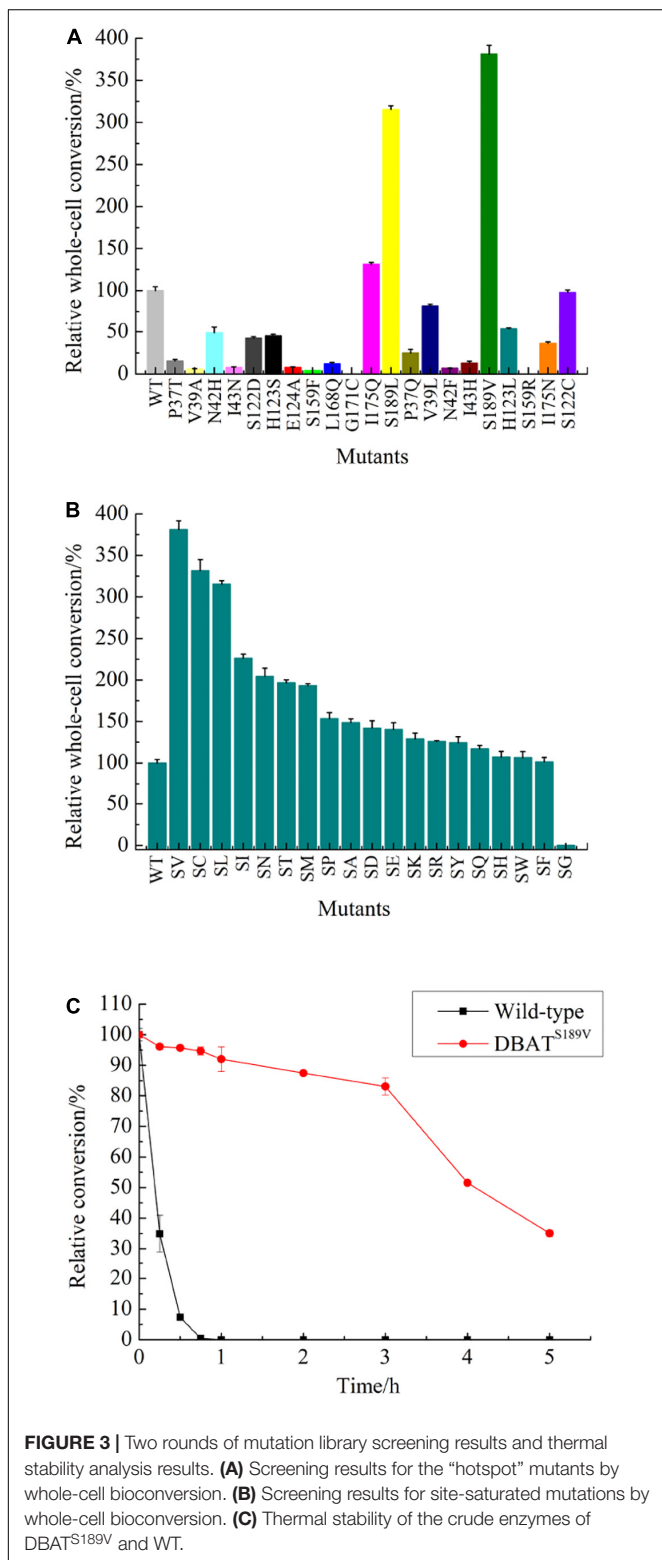 A
Relative whole-cell conversion/%
400
350
300
250
200
150
100
50
0
WT P37T V39A N42H I43N S122D H123S E124A S159F L168Q G171C I175Q S189L P37Q V39L N42F I43H S189V H123L S159R I175N S122C
Mutants
B
Relative whole-cell conversion/%
400
350
300
250
200
150
100
50
0
WT SV SC SL SI SN ST SM SP SA SD SE SK SR SY SQ SH SW SF SG
Mutants
C
Relative conversion/%
110
100
90
80
70
60
50
40
30
20
10
0
Wild-type
DBAT^S189V
0 1 2 3 4 5
Time/h
FIGURE 3 | Two rounds of mutation library screening results and thermal
stability analysis results. (A) Screening results for the “hotspot” mutants by
whole-cell bioconversion. (B) Screening results for site-saturated mutations by
whole-cell bioconversion. (C) Thermal stability of the crude enzymes of
DBAT^S189V and WT.